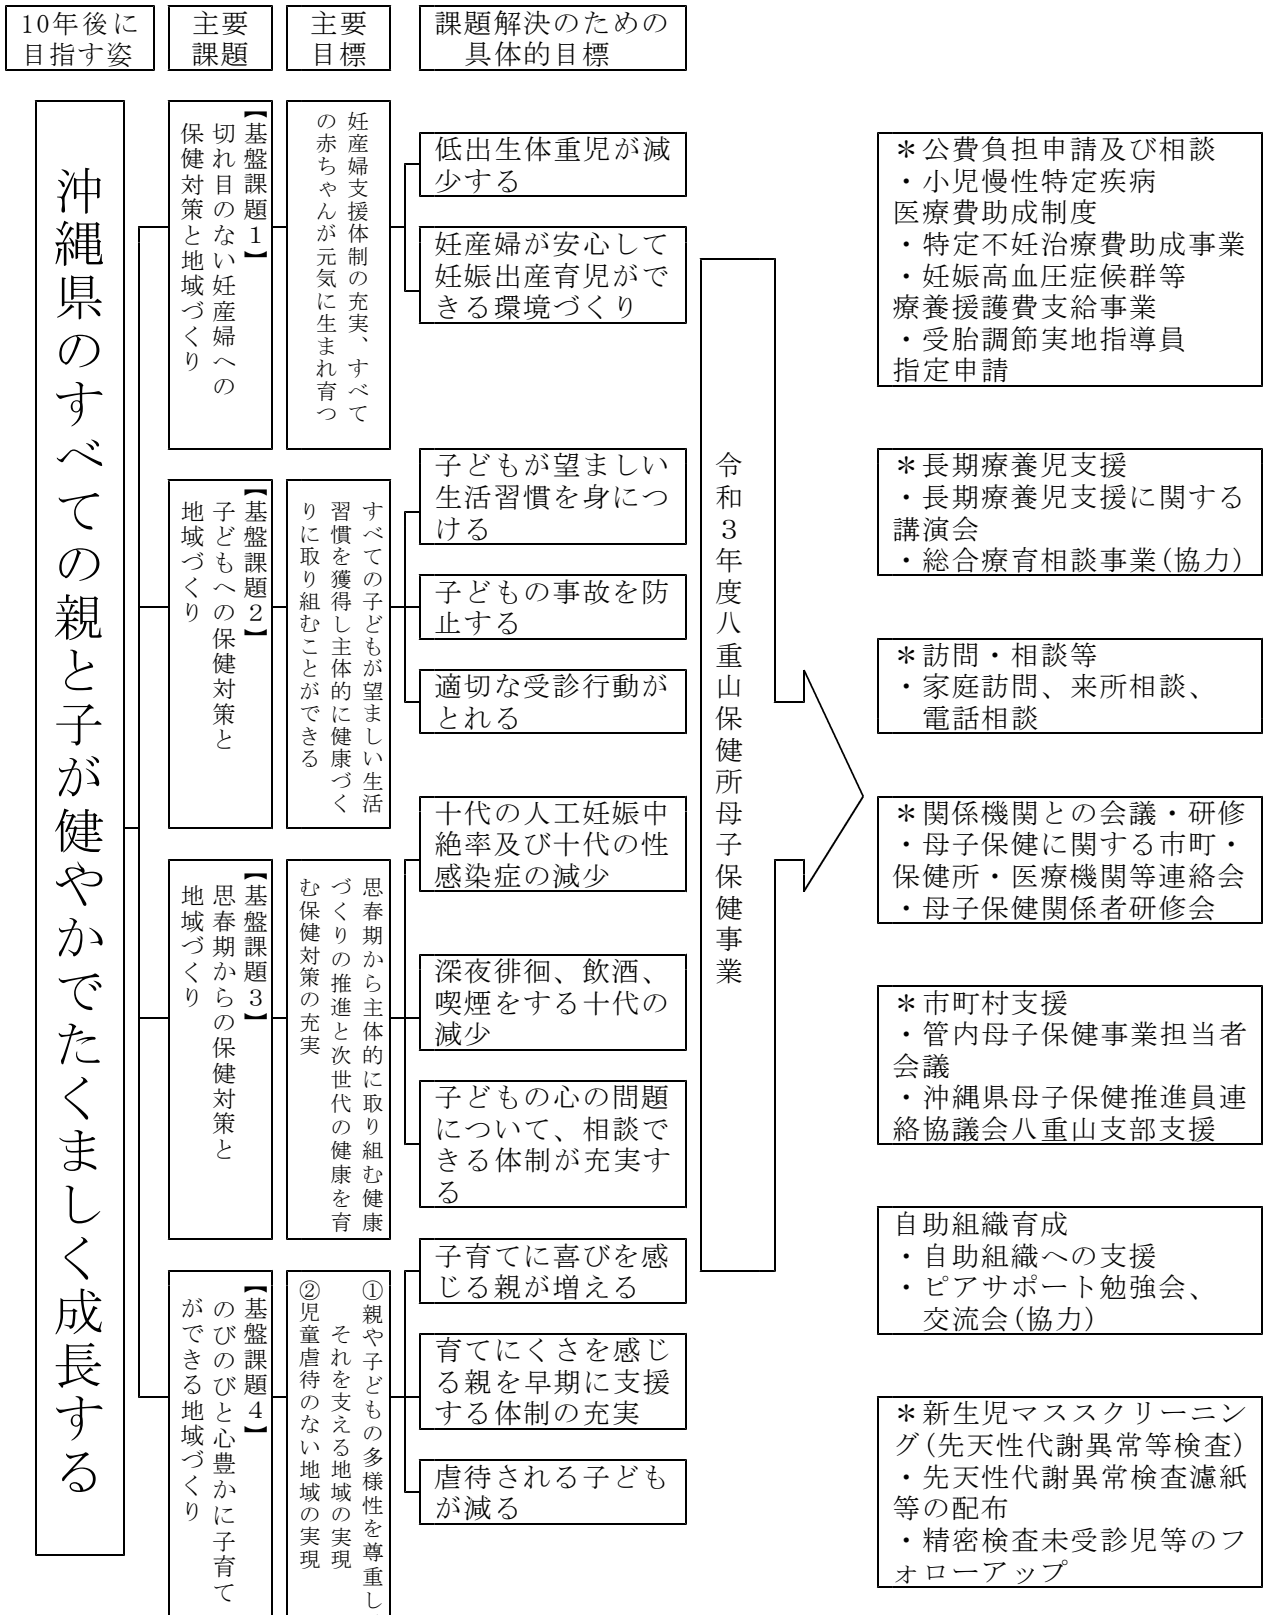 10年後に
目指す姿
主要
課題
主要
目標
課題解決のための
具体的目標
沖縄県のすべての親と子が健やかでたくましく成長する
【基盤課題１】
切れ目のない妊産婦への
保健対策と地域づくり
妊産婦支援体制の充実、すべて
の赤ちゃんが元気に生まれ育つ
低出生体重児が減
少する
妊産婦が安心して
妊娠出産育児がで
きる環境づくり
【基盤課題２】
子どもへの保健対策と
地域づくり
すべての子どもが望ましい生活
習慣を獲得し主体的に健康づく
りに取り組むことができる
子どもが望ましい
生活習慣を身につ
ける
子どもの事故を防
止する
適切な受診行動が
とれる
【基盤課題３】
思春期からの保健対策と
地域づくり
思春期から主体的に取り組む健康
づくりの推進と次世代の健康を育
む保健対策の充実
十代の人工妊娠中
絶率及び十代の性
感染症の減少
深夜徘徊、飲酒、
喫煙をする十代の
減少
子どもの心の問題
について、相談で
きる体制が充実す
る
【基盤課題４】
のびのびと心豊かに子育て
ができる地域づくり
①親や子どもの多様性を尊重し
それを支える地域の実現
②児童虐待のない地域の実現
子育てに喜びを感
じる親が増える
育てにくさを感じ
る親を早期に支援
する体制の充実
虐待される子ども
が減る
令和３年度八重山保健所母子保健事業
＊公費負担申請及び相談
・小児慢性特定疾病
医療費助成制度
・特定不妊治療費助成事業
・妊娠高血圧症候群等
療養援護費支給事業
・受胎調節実地指導員
指定申請
＊長期療養児支援
・長期療養児支援に関する
講演会
・総合療育相談事業(協力)
＊訪問・相談等
・家庭訪問、来所相談、
電話相談
＊関係機関との会議・研修
・母子保健に関する市町・
保健所・医療機関等連絡会
・母子保健関係者研修会
＊市町村支援
・管内母子保健事業担当者
会議
・沖縄県母子保健推進員連
絡協議会八重山支部支援
自助組織育成
・自助組織への支援
・ピアサポート勉強会、
交流会(協力)
＊新生児マススクリーニン
グ(先天性代謝異常等検査)
・先天性代謝異常検査濾紙
等の配布
・精密検査未受診児等のフ
ォローアップ